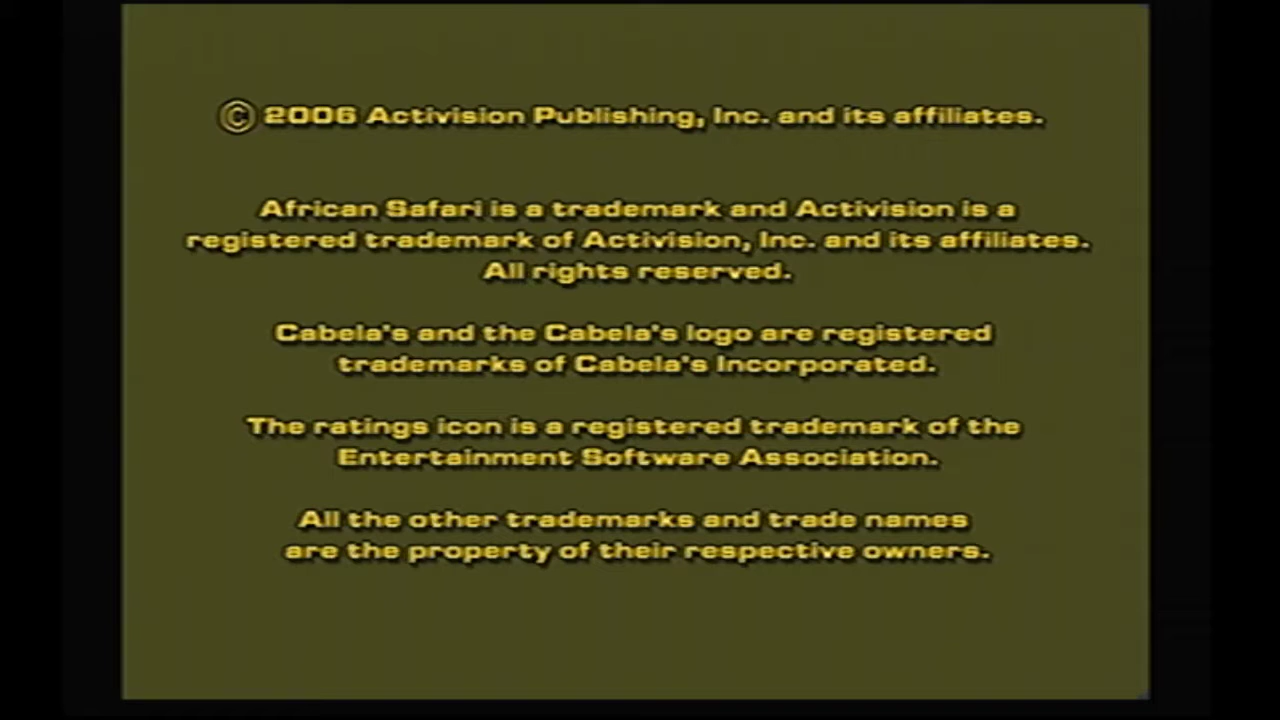 © 2006 Activision Publishing, Inc. and its affiliates.
African Safari is a trademark and Activision is a
registered trademark of Activision, Inc. and its affiliates.
All rights reserved.
Cabela's and the Cabela's logo are registered
trademarks of Cabela's Incorporated.
The ratings icon is a registered trademark of the
Entertainment Software Association.
All the other trademarks and trade names
are the property of their respective owners.